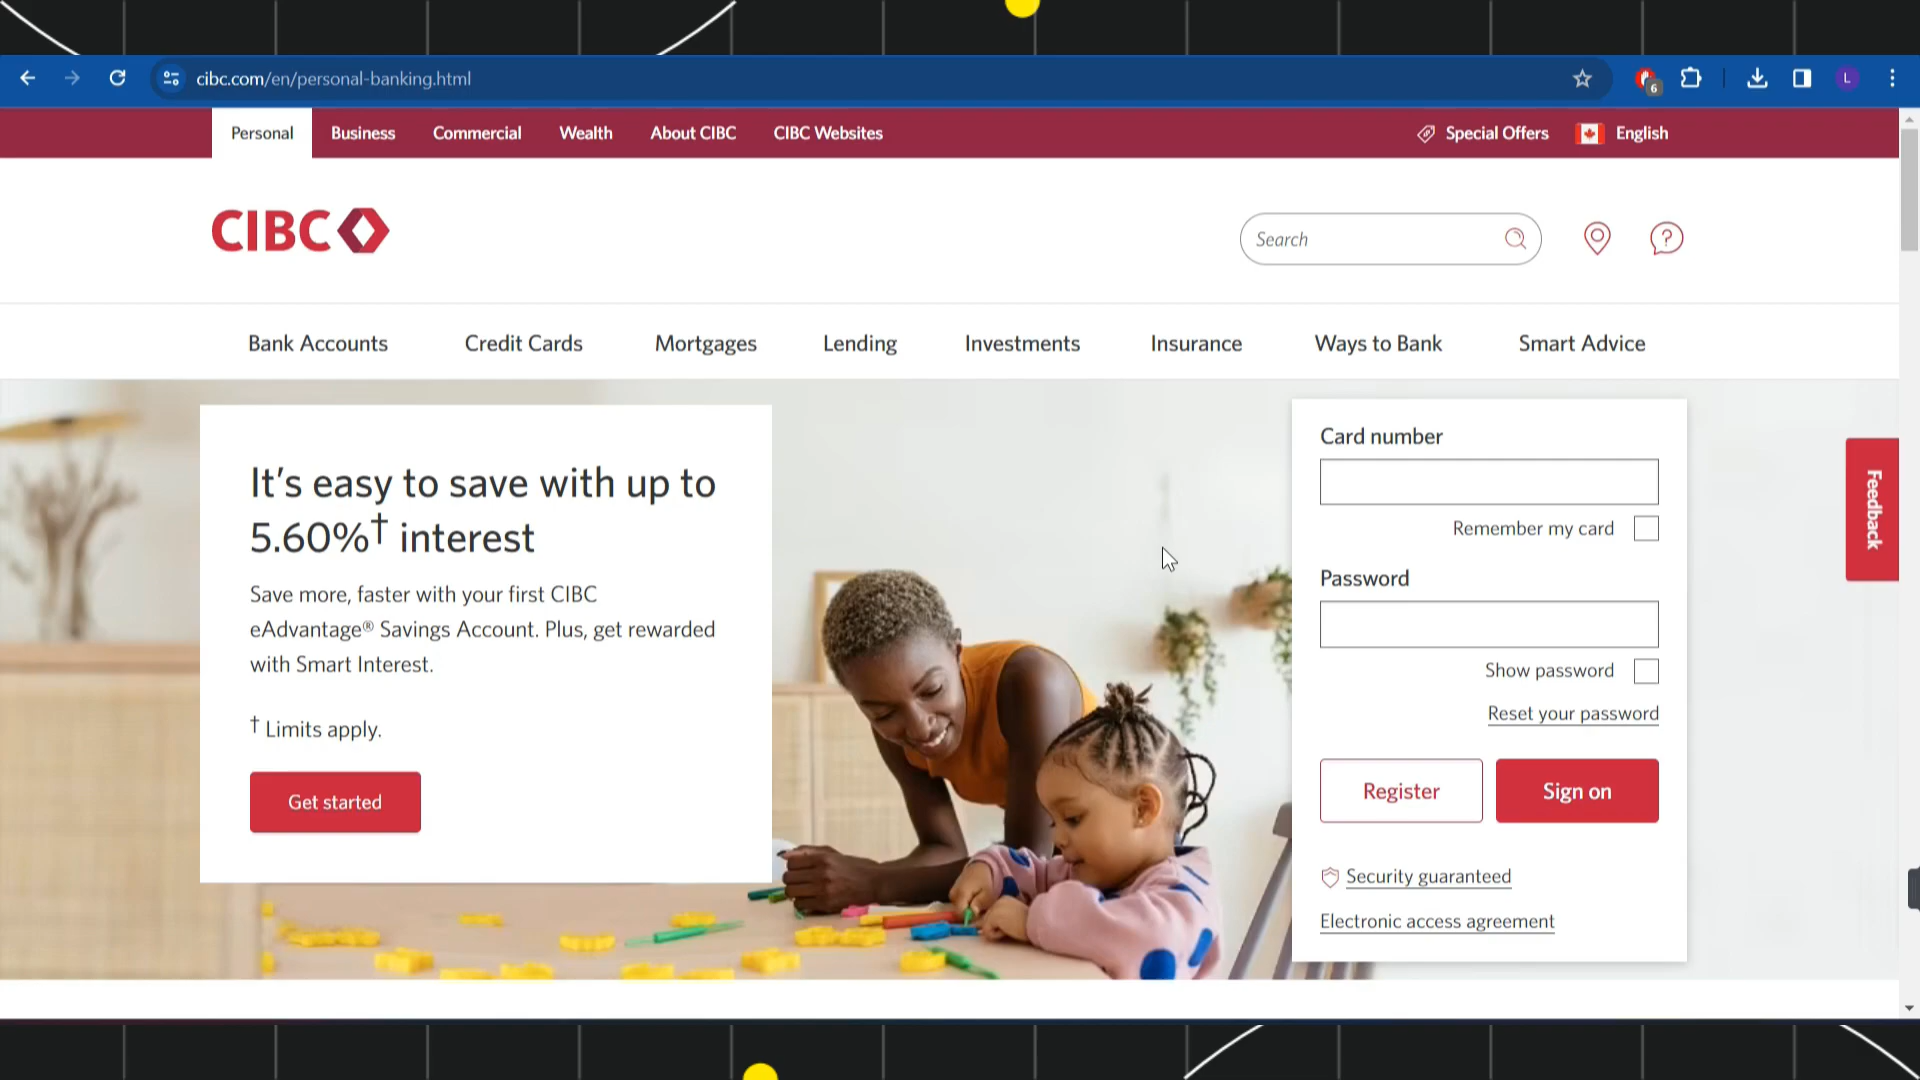 cibc.com/en/personal-banking.html
6
L
Personal
Business
Commercial
Wealth
About CIBC
CIBC Websites
Special Offers
English
CIBC
Search
?
Bank Accounts
Credit Cards
Mortgages
Lending
Investments
Insurance
Ways to Bank
Smart Advice
It's easy to save with up to
5.60%† interest
Save more, faster with your first CIBC
eAdvantage® Savings Account. Plus, get rewarded
with Smart Interest.
† Limits apply.
Get started
Card number
Remember my card
Password
Show password
Reset your password
Register
Sign on
Security guaranteed
Electronic access agreement
Feedback